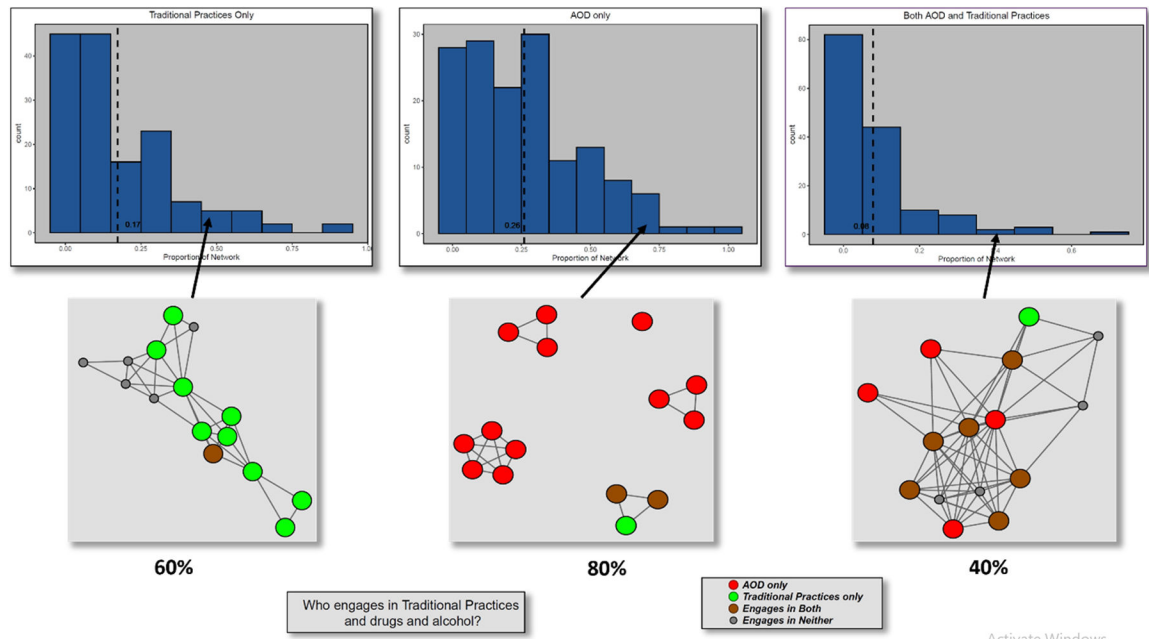 Traditional Practices Only
count
40
20
0
0.17
0.00
0.25
0.50
0.75
Proportion of Network
AOD only
count
30
20
10
0
0.26
0.00
0.25
0.50
0.75
1.00
Proportion of Network
Both AOD and Traditional Practices
count
80
60
40
20
0
0.08
0.0
0.2
0.4
0.6
Proportion of Network
60%
80%
40%
Who engages in Traditional Practices
and drugs and alcohol?
AOD only
Traditional Practices only
Engages in Both
Engages in Neither
Activate Windows